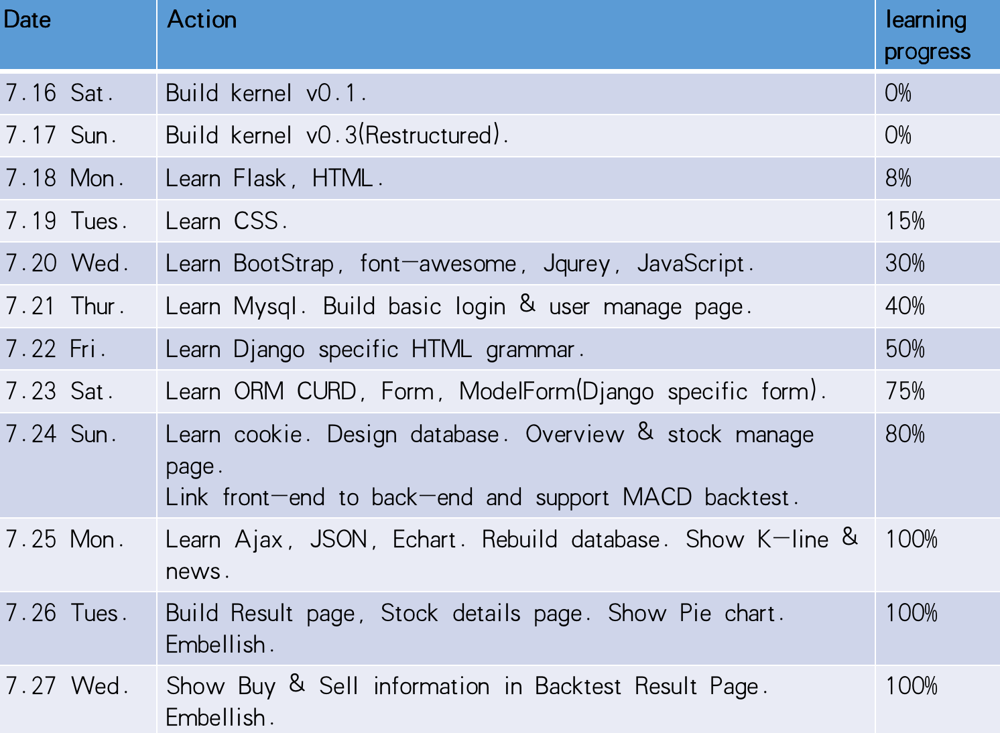 Date Action learning progress
7.16 Sat. Build kernel v0.1. 0%
7.17 Sun. Build kernel v0.3(Restructured). 0%
7.18 Mon. Learn Flask, HTML. 8%
7.19 Tues. Learn CSS. 15%
7.20 Wed. Learn BootStrap, font-awesome, Jqurey, JavaScript. 30%
7.21 Thur. Learn Mysql. Build basic login & user manage page. 40%
7.22 Fri. Learn Django specific HTML grammar. 50%
7.23 Sat. Learn ORM CURD, Form, ModelForm(Django specific form). 75%
7.24 Sun. Learn cookie. Design database. Overview & stock manage 80%
page.
Link front-end to back-end and support MACD backtest.
7.25 Mon. Learn Ajax, JSON, Echart. Rebuild database. Show K-line & 100%
news.
7.26 Tues. Build Result page, Stock details page. Show Pie chart. 100%
Embellish.
7.27 Wed. Show Buy & Sell information in Backtest Result Page. 100%
Embellish.